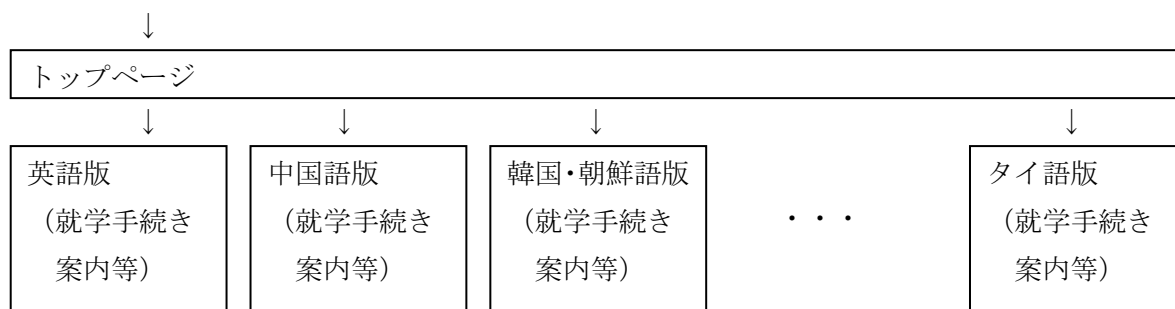 ↓
トップページ
↓ ↓ ↓ ↓
英語版
（就学手続き
案内等）
中国語版
（就学手続き
案内等）
韓国・朝鮮語版
（就学手続き
案内等）
・・・
タイ語版
（就学手続き
案内等）